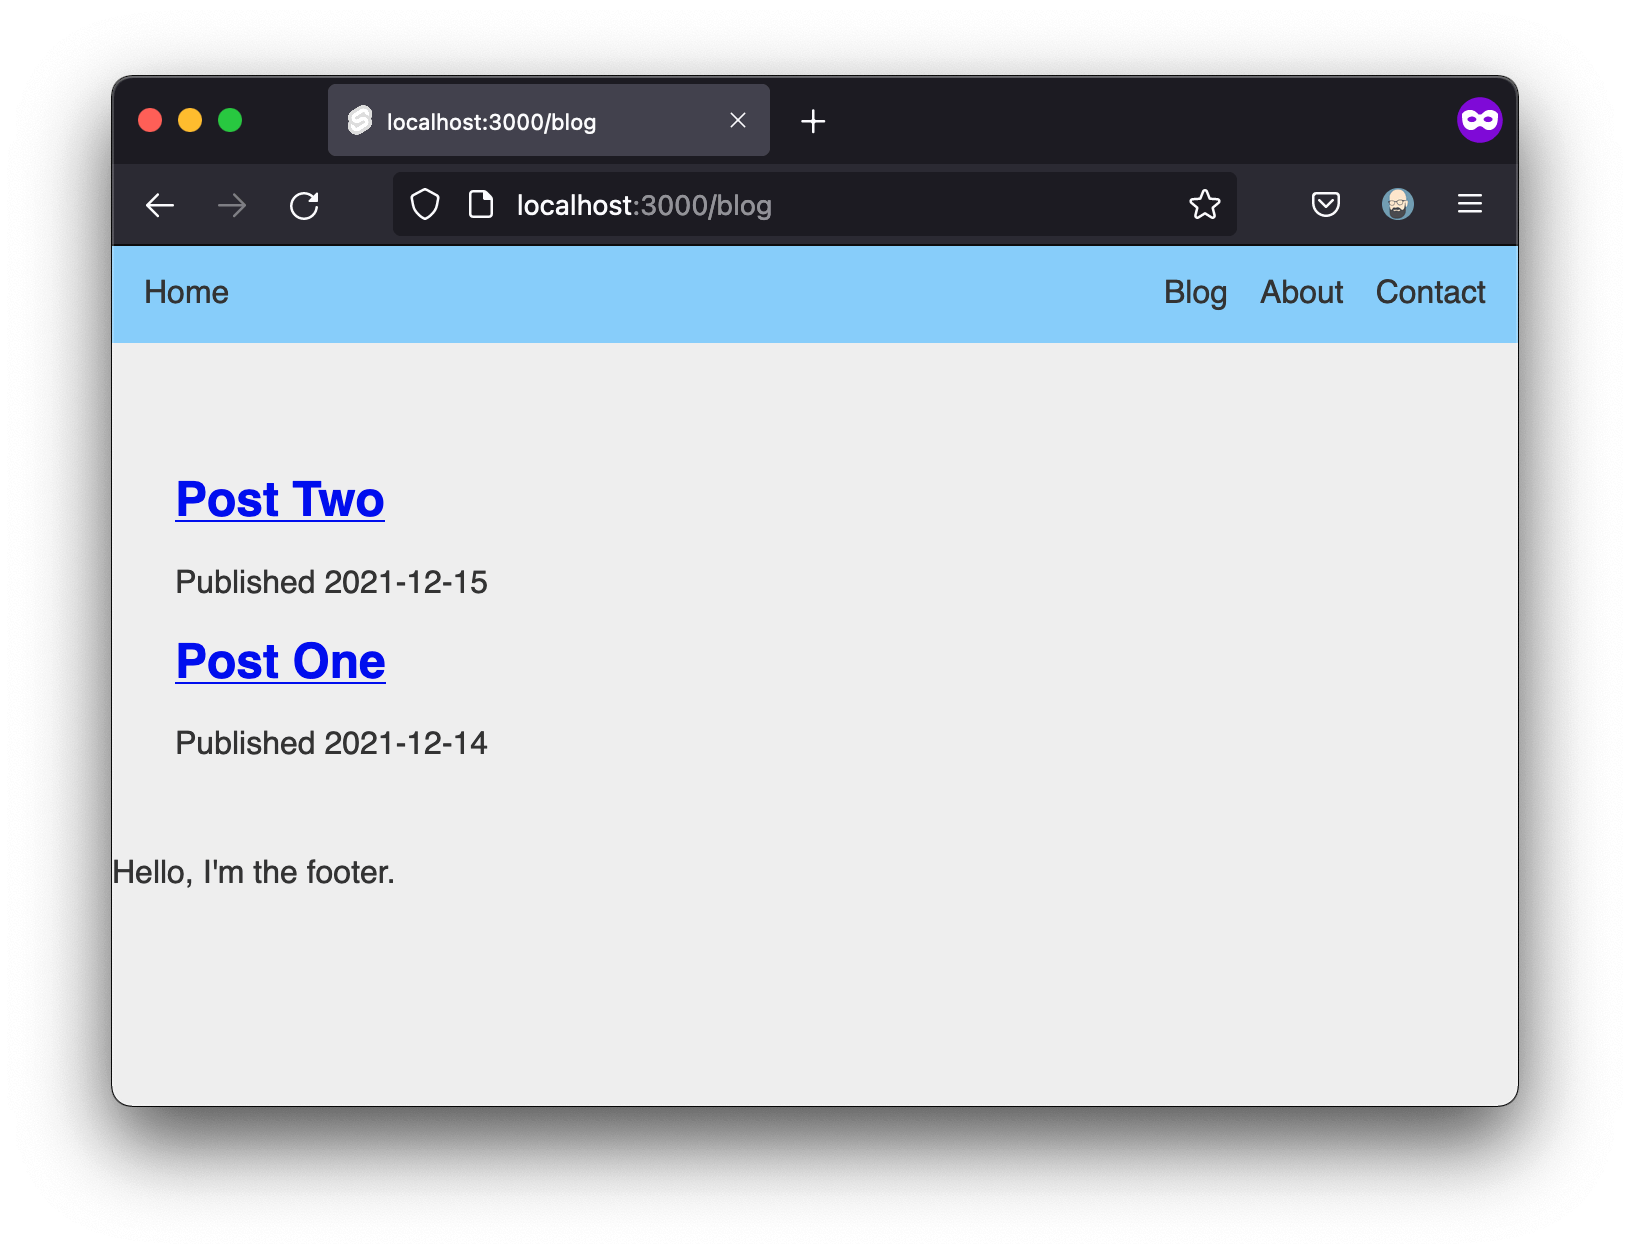 localhost:3000/blog
localhost:3000/blog
Home Blog About Contact
Post Two
Published 2021-12-15
Post One
Published 2021-12-14
Hello, I'm the footer.